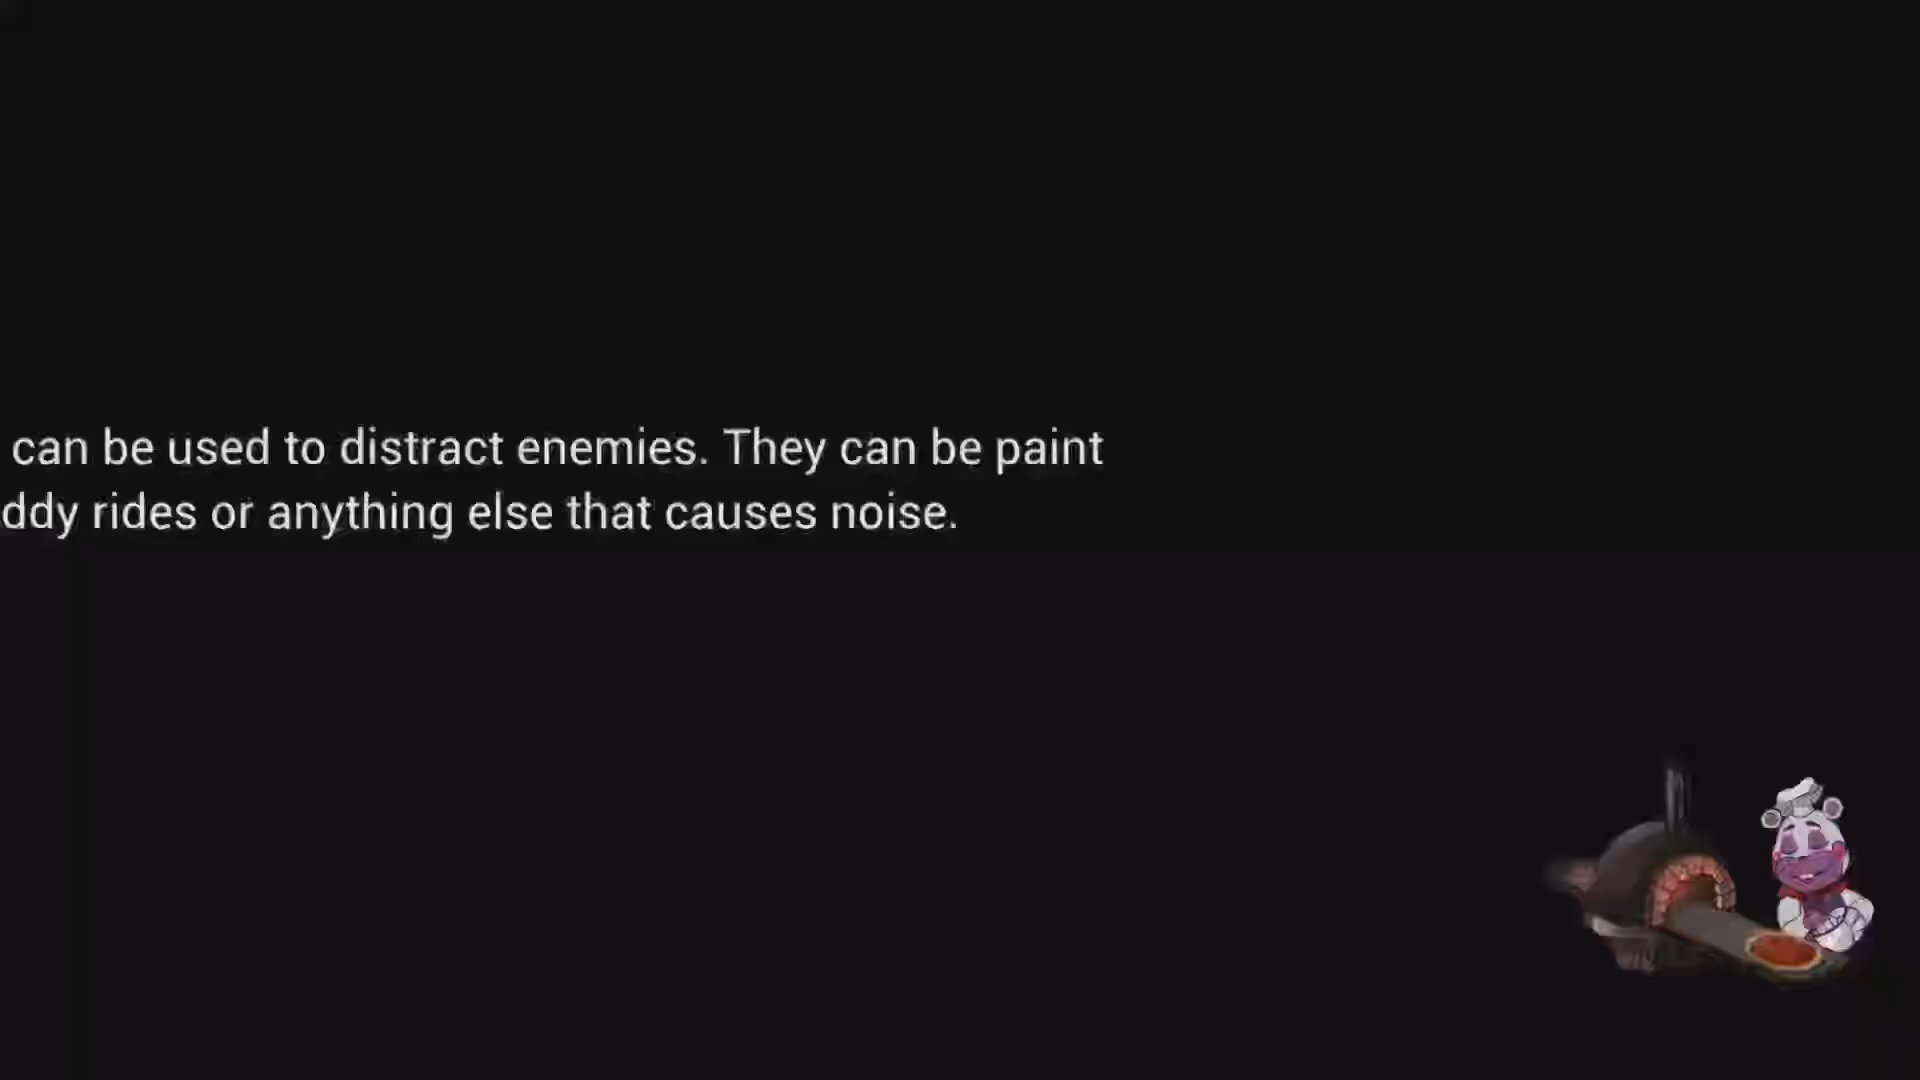 can be used to distract enemies. They can be paint
ddy rides or anything else that causes noise.